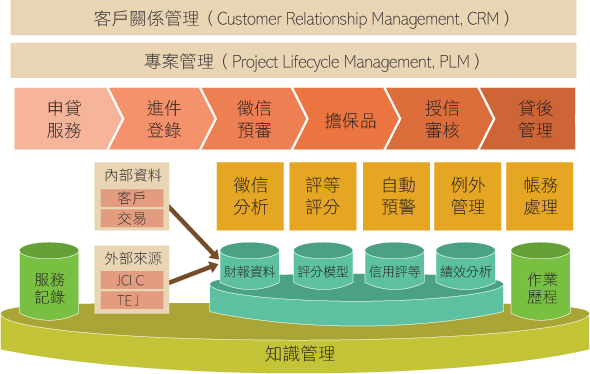 客戶關係管理（Customer Relationship Management, CRM）
專案管理（Project Lifecycle Management, PLM）
申貸
服務
進件
登錄
徵信
預審
擔保品
授信
審核
貸後
管理
內部資料
客戶
交易
徵信
分析
評等
評分
自動
預警
例外
管理
帳務
處理
外部來源
JCI C
TE J
服務
記錄
財報資料
評分模型
信用評等
績效分析
作業
歷程
知識管理